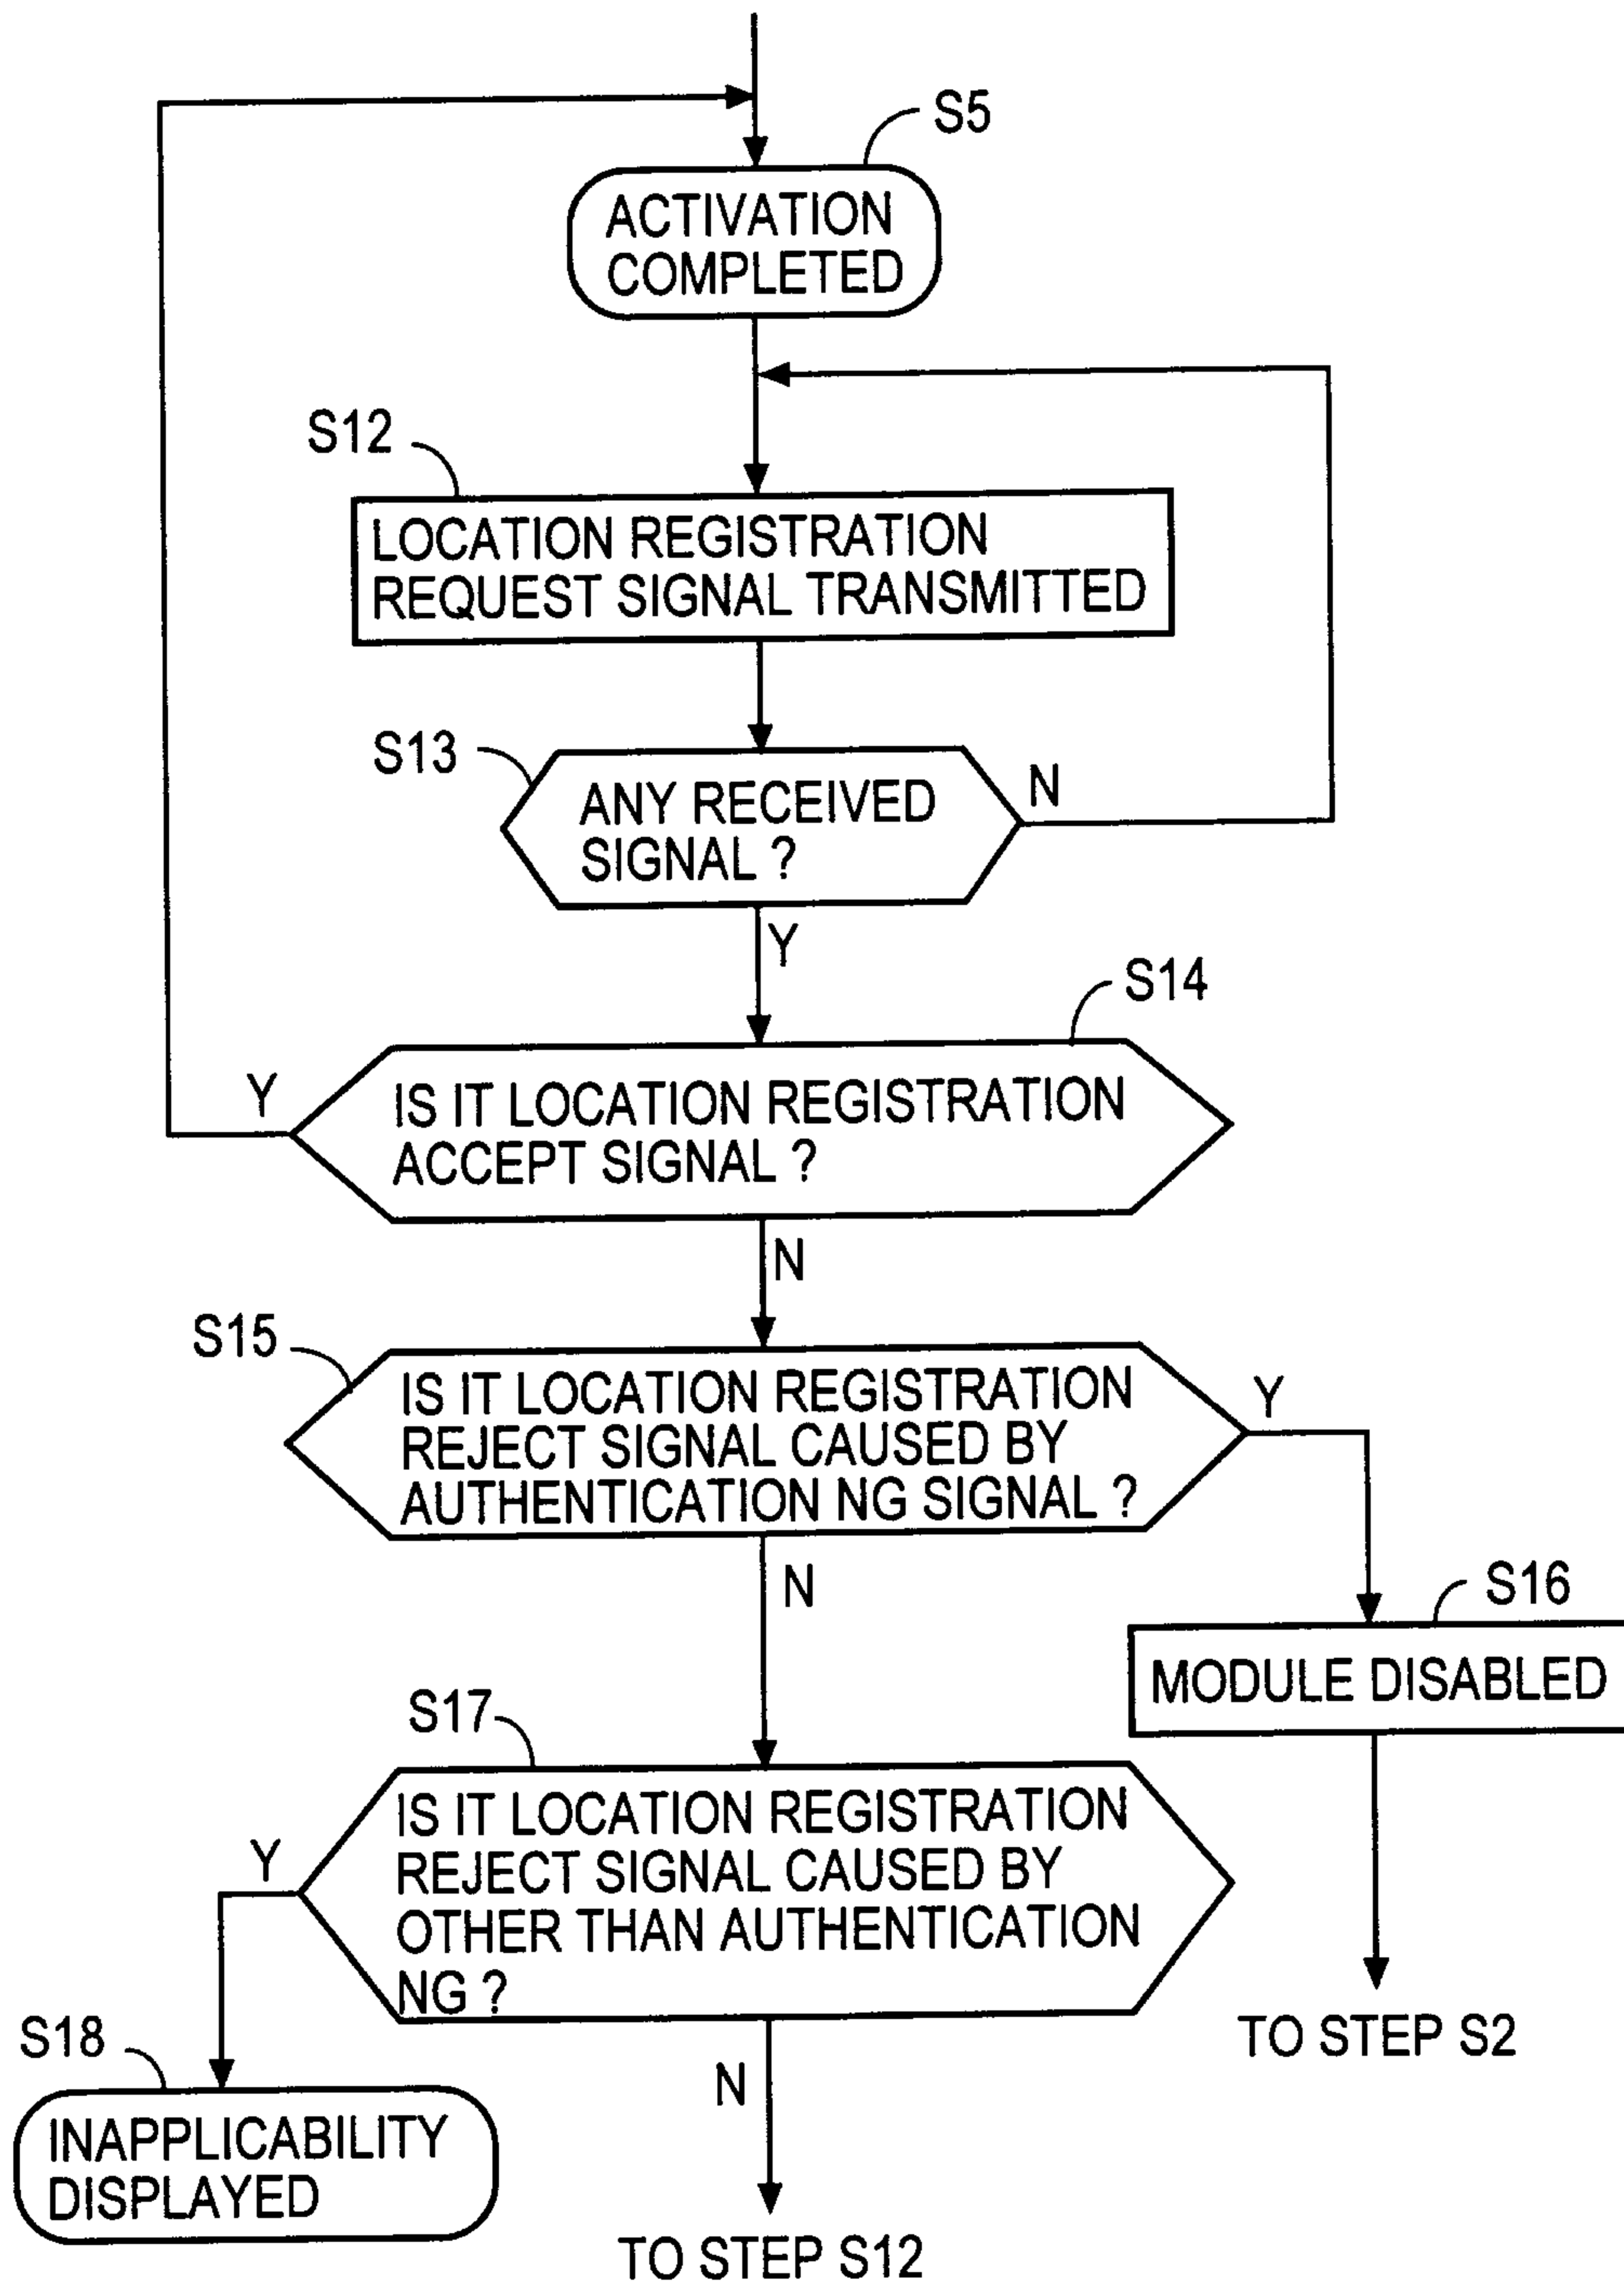 S5
ACTIVATION
COMPLETED
S12
LOCATION REGISTRATION
REQUEST SIGNAL TRANSMITTED
S13
ANY RECEIVED
SIGNAL ?
N
Y
S14
Y
IS IT LOCATION REGISTRATION
ACCEPT SIGNAL ?
N
S15
IS IT LOCATION REGISTRATION
REJECT SIGNAL CAUSED BY
AUTHENTICATION NG SIGNAL ?
Y
N
S16
MODULE DISABLED
TO STEP S2
S17
IS IT LOCATION REGISTRATION
REJECT SIGNAL CAUSED BY
OTHER THAN AUTHENTICATION
NG ?
Y
N
S18
INAPPLICABILITY
DISPLAYED
TO STEP S12